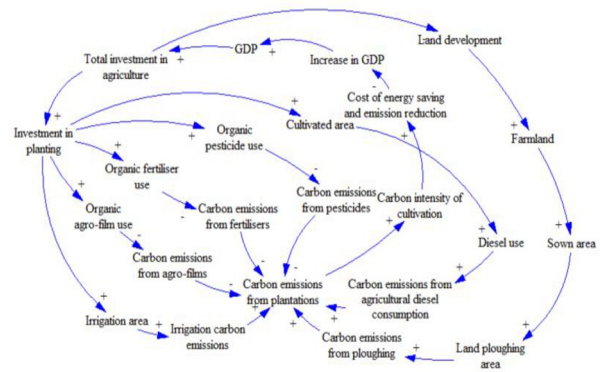 Land development
GDP
Total investment in
agriculture
Increase in GDP
Cost of energy saving
and emission reduction
Investment in
planting
Organic
pesticide use
Cultivated area
Farmland
Organic fertiliser
use
Carbon emissions
from pesticides
Carbon intensity of
cultivation
Organic
agro-film use
Carbon emissions
from fertilisers
Diesel use
Sown area
Carbon emissions
from agro-films
Carbon emissions
from plantations
Carbon emissions from
agricultural diesel
consumption
Irrigation area
Irrigation carbon
emissions
Carbon emissions
from ploughing
Land ploughing
area